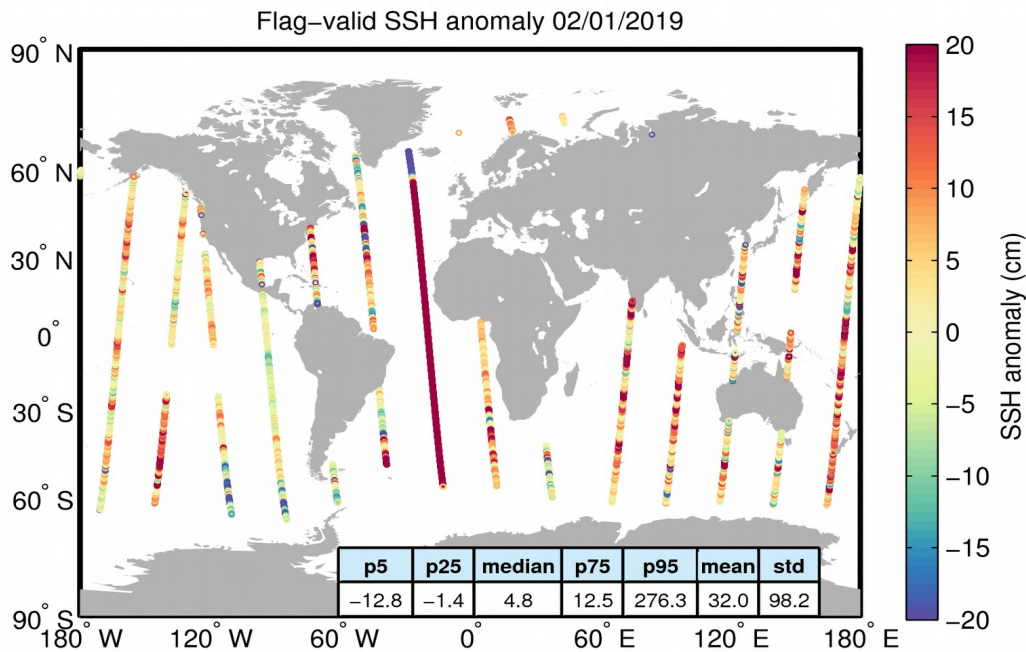 Flag−valid SSH anomaly 02/01/2019
90° N
60° N
30° N
0°
30° S
60° S
90° S
180° W
120° W
60° W
0°
60° E
120° E
180° E
p5 p25 median p75 p95 mean std
−12.8 −1.4 4.8 12.5 276.3 32.0 98.2
20
15
10
5
0
−5
−10
−15
−20
SSH anomaly (cm)